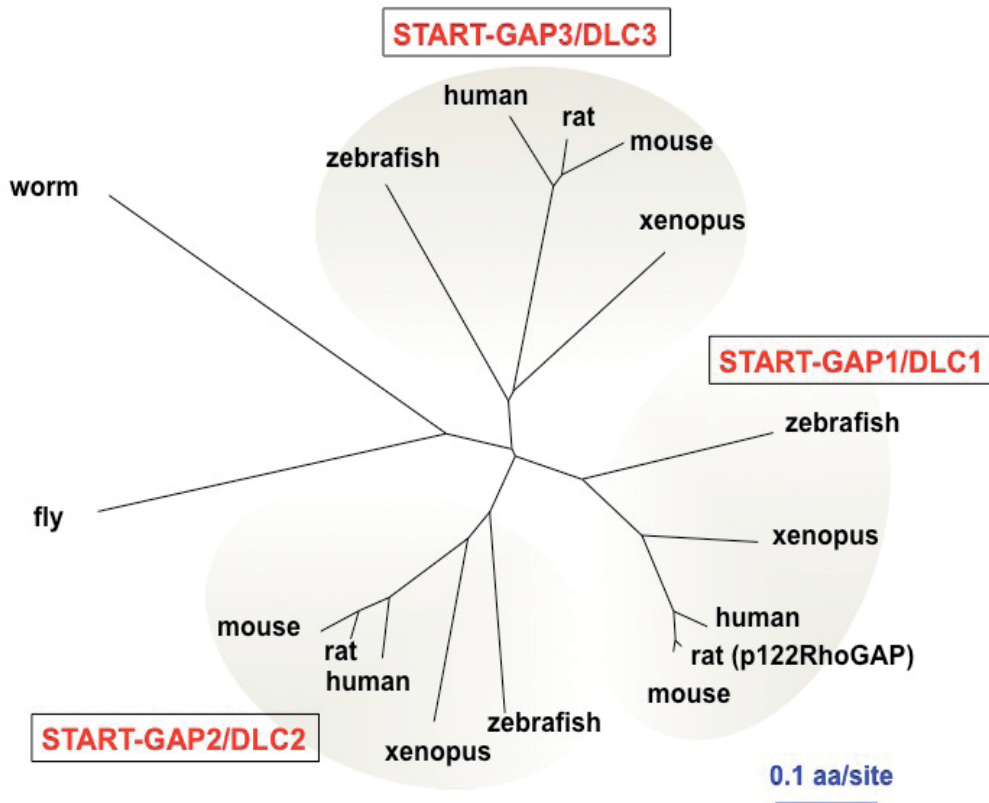 START-GAP3/DLC3
human
rat
mouse
zebrafish
worm
xenopus
START-GAP1/DLC1
zebrafish
fly
xenopus
human
mouse
rat
rat (p122RhoGAP)
human
mouse
zebrafish
START-GAP2/DLC2
xenopus
0.1 aa/site